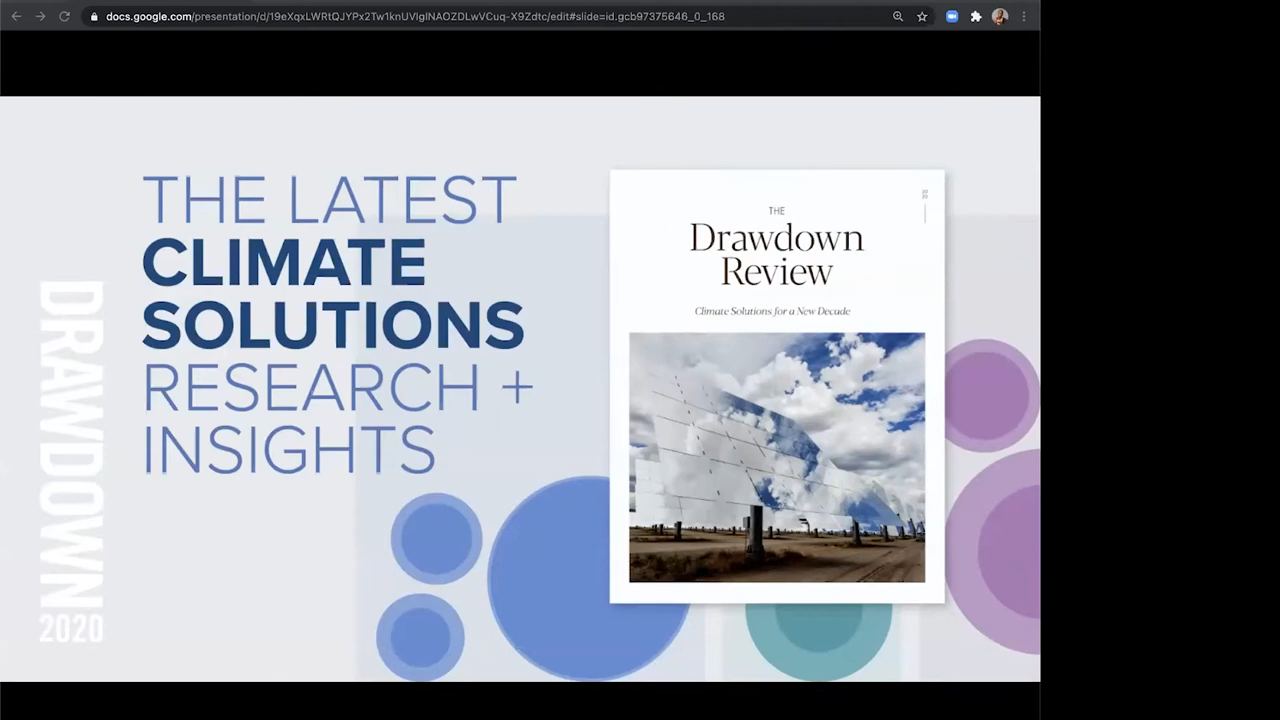 docs.google.com/presentation/d/19eXqxLWRtQJYPx2Tw1knUVIgINAOZDLwVCuq-X9Zdtc/edit#slide=id.gcb97375646_0_168
THE LATEST
CLIMATE
SOLUTIONS
RESEARCH +
INSIGHTS
DRAWDOWN
2020
THE
Drawdown
Review
Climate Solutions for a New Decade